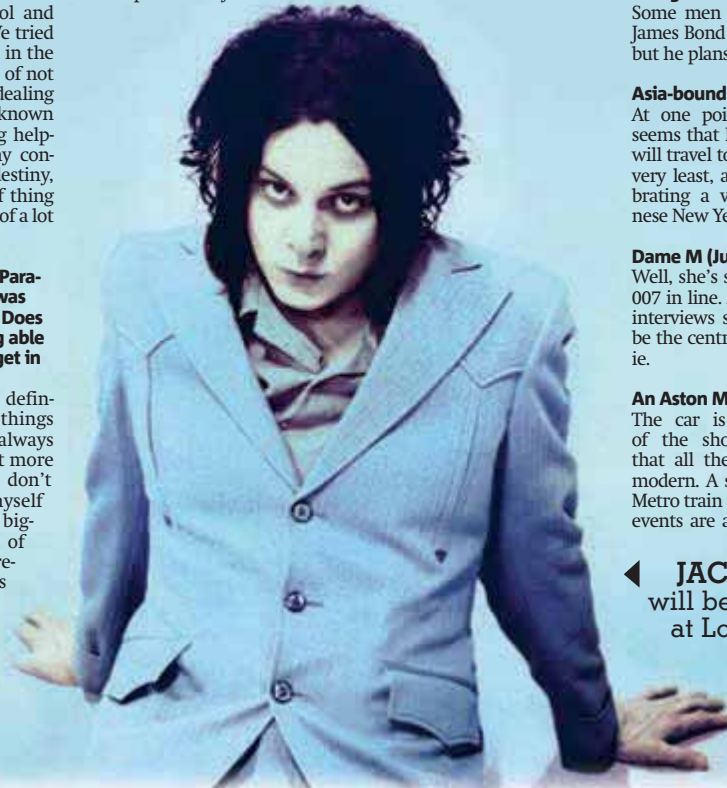 ol and
e tried
in the
of not
dealing
known
g help-
y con-
lestiny,
f thing
of a lot
Para-
was
Does
g able
get in
defin-
things
always
t more
don't
nyself
big-
of
re-
s
Some men
James Bond
but he plans
Asia-bound
At one poi
seems that
will travel to
very least, a
brating a v
nese New Ye
Dame M (Ju
Well, she's s
007 in line.
interviews s
be the centr
ie.
An Aston M
The car is
of the sho
that all the
modern. A s
Metro train
events are a
JAC
will be
at Lo